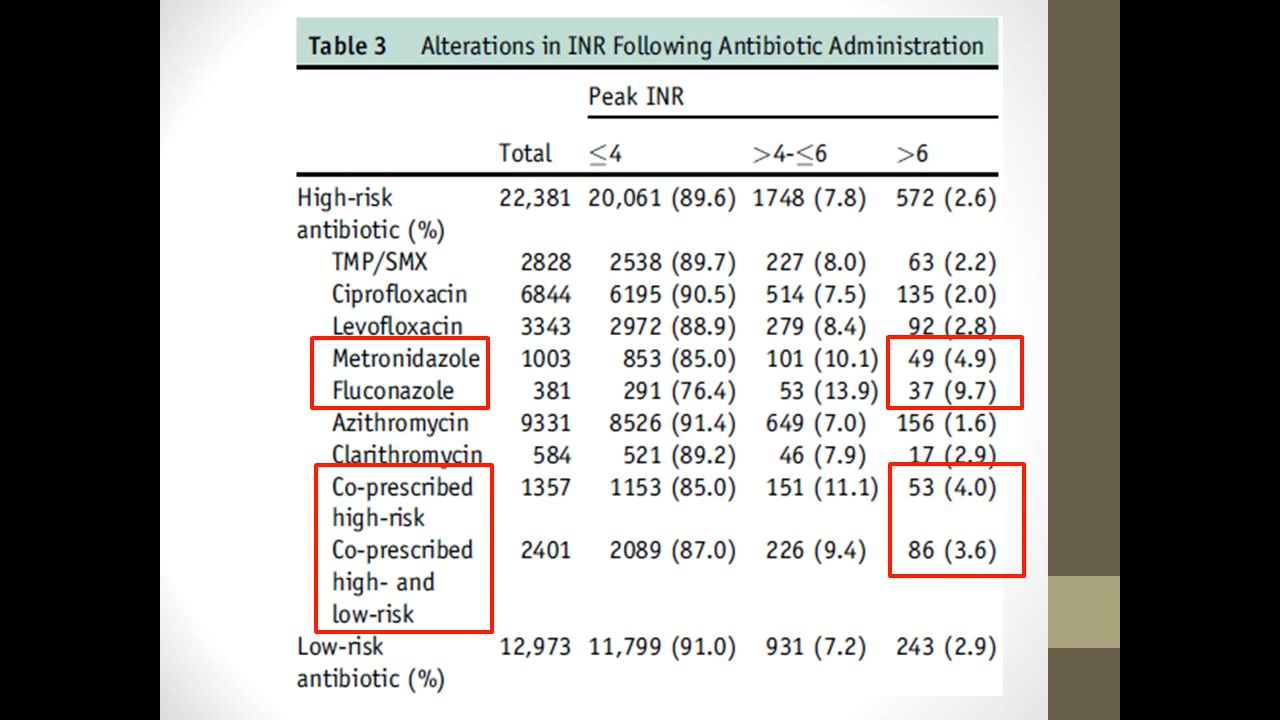 Table 3 Alterations in INR Following Antibiotic Administration
Peak INR
Total ≤4 >4-≤6 >6
High-risk 22,381 20,061 (89.6) 1748 (7.8) 572 (2.6)
antibiotic (%)
TMP/SMX 2828 2538 (89.7) 227 (8.0) 63 (2.2)
Ciprofloxacin 6844 6195 (90.5) 514 (7.5) 135 (2.0)
Levofloxacin 3343 2972 (88.9) 279 (8.4) 92 (2.8)
Metronidazole 1003 853 (85.0) 101 (10.1) 49 (4.9)
Fluconazole 381 291 (76.4) 53 (13.9) 37 (9.7)
Azithromycin 9331 8526 (91.4) 649 (7.0) 156 (1.6)
Clarithromycin 584 521 (89.2) 46 (7.9) 17 (2.9)
Co-prescribed 1357 1153 (85.0) 151 (11.1) 53 (4.0)
high-risk
Co-prescribed 2401 2089 (87.0) 226 (9.4) 86 (3.6)
high- and
low-risk
Low-risk 12,973 11,799 (91.0) 931 (7.2) 243 (2.9)
antibiotic (%)